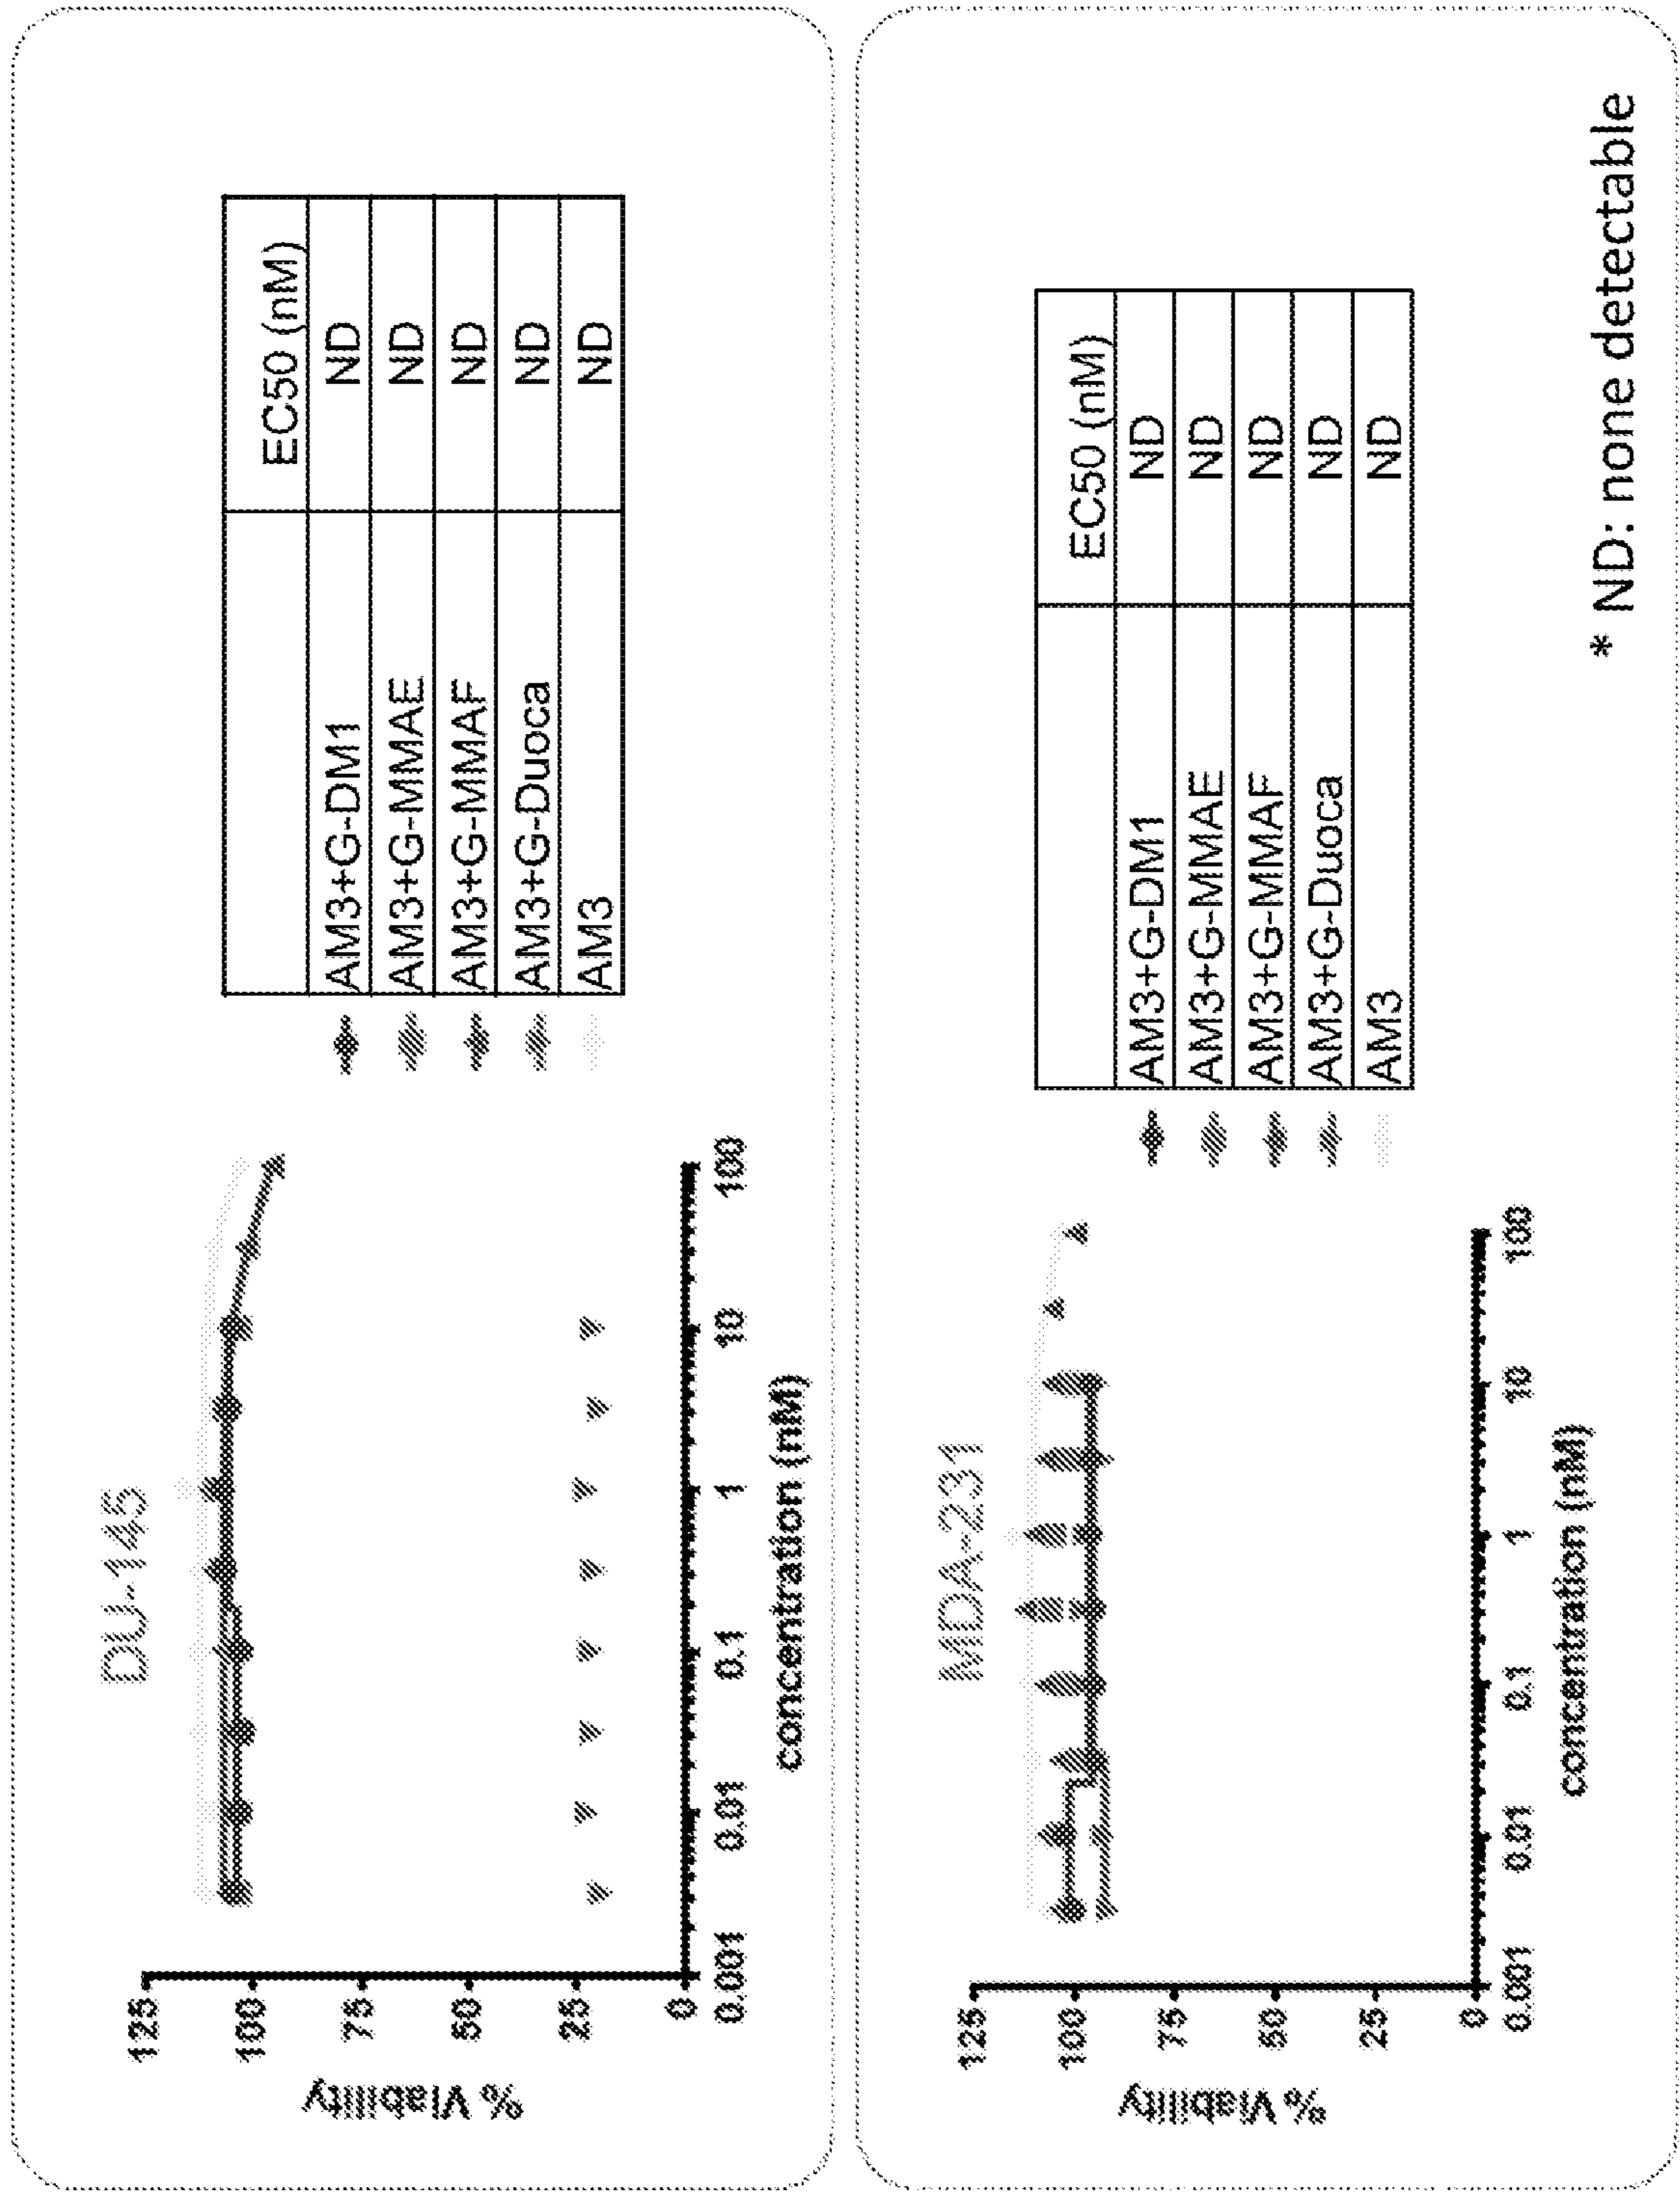 DU-145
125
100
75
50
25
0
% Viability
0.001 0.01 0.1 1 10 100
concentration (nM)
EC50 (nM)
AM3+G-DM1 ND
AM3+G-MMAE ND
AM3+G-MMAF ND
AM3+G-Duoca ND
AM3 ND
MDA-231
125
100
75
50
25
0
% Viability
0.001 0.01 0.1 1 10 100
concentration (nM)
EC50 (nM)
AM3+G-DM1 ND
AM3+G-MMAE ND
AM3+G-MMAF ND
AM3+G-Duoca ND
AM3 ND
* ND: none detectable